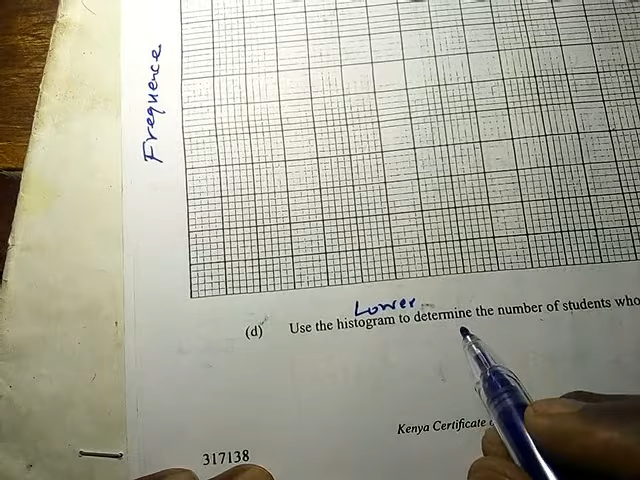 Frequence
Lower
(d) Use the histogram to determine the number of students who
Kenya Certificate
317138